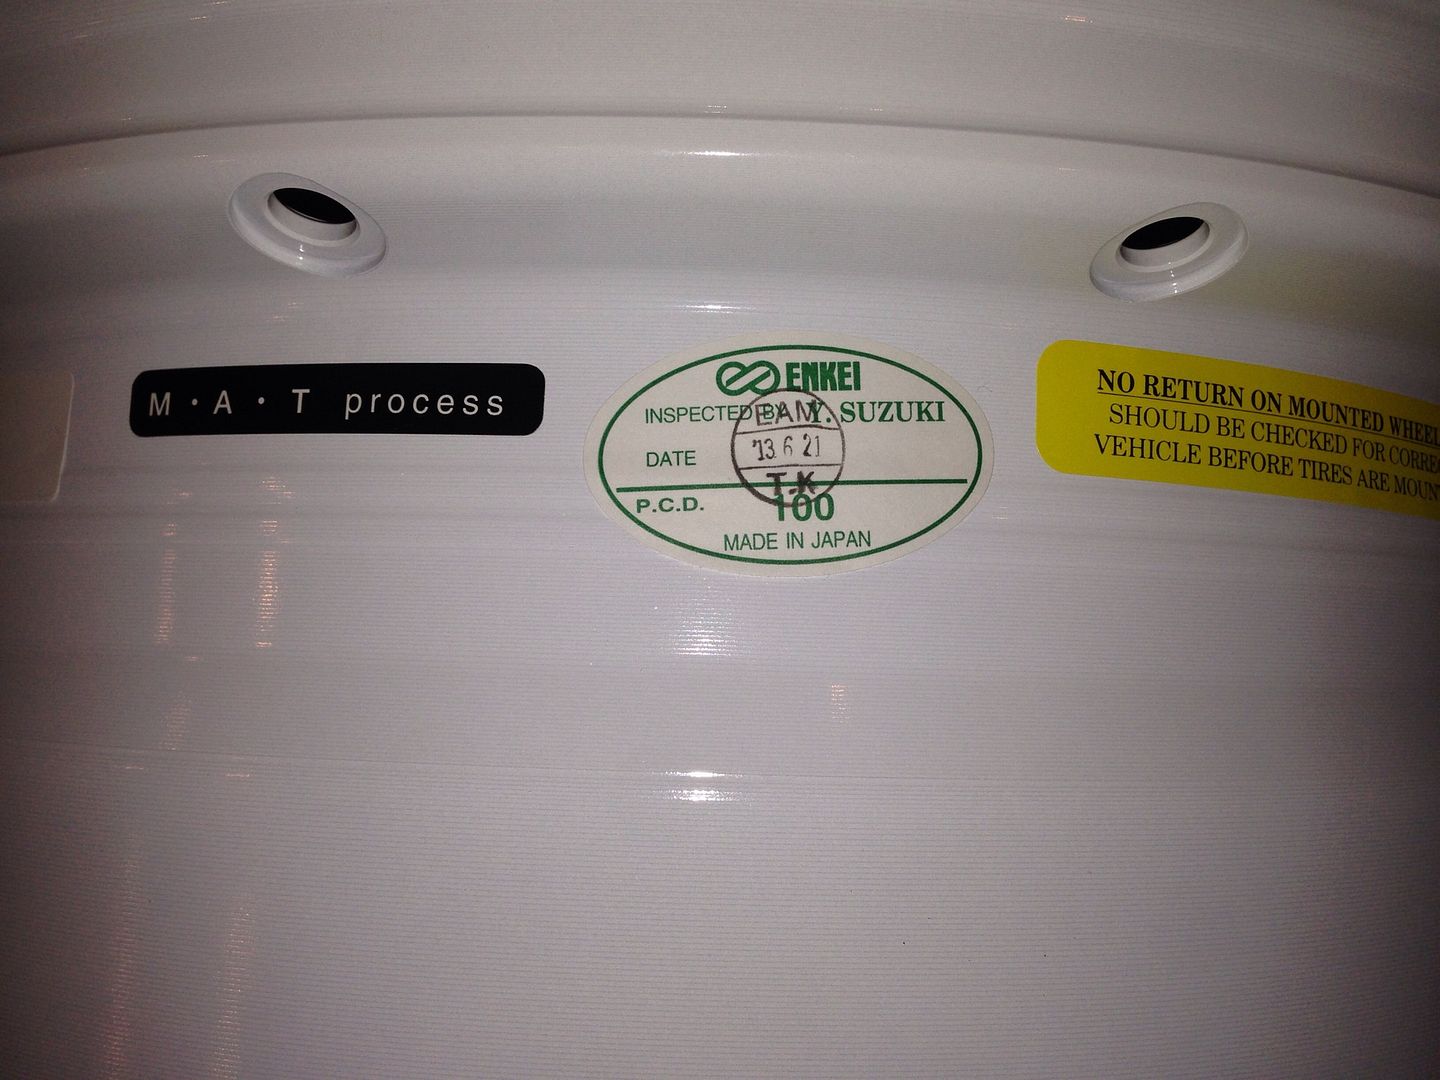 M·A·T process
ENKEI
INSPECTED BY Y. SUZUKI
EAM
DATE '13.6.21
T.K
P.C.D. 100
MADE IN JAPAN
NO RETURN ON MOUNTED WHEEL
SHOULD BE CHECKED FOR CORRE
VEHICLE BEFORE TIRES ARE MOUN